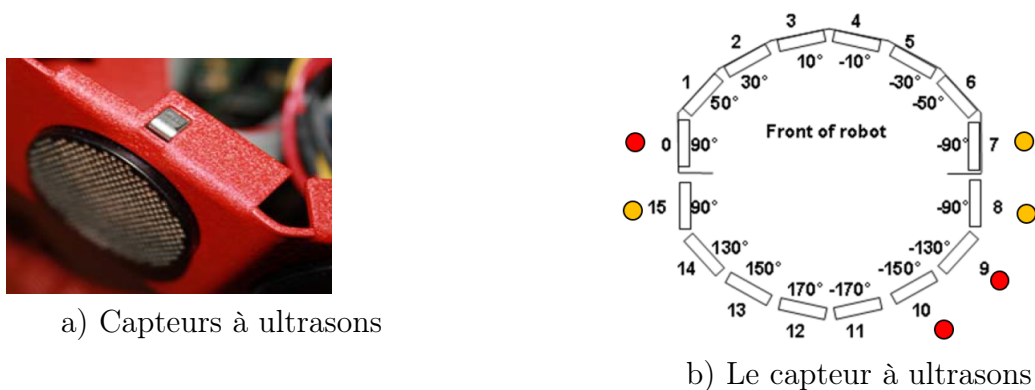 3 4
2 5
10° -10°
1 30° -30° 6
50° -50°
Front of robot
0 90° -90° 7
15 90° -90° 8
130° -130°
14 150° -150° 9
170° -170°
13 10
12 11
a) Capteurs à ultrasons
b) Le capteur à ultrasons